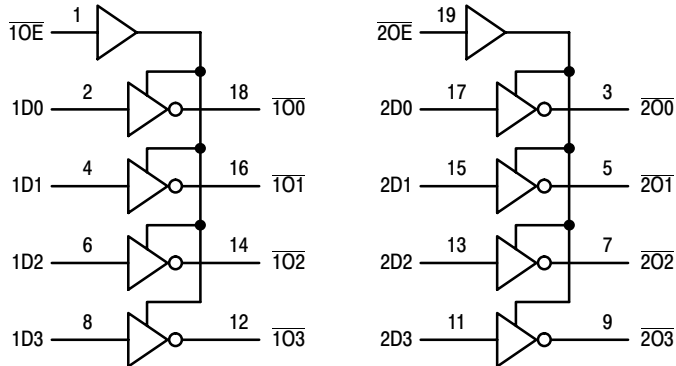 1OE 1
1D0 2 18 1O0
1D1 4 16 1O1
1D2 6 14 1O2
1D3 8 12 1O3
2OE 19
2D0 17 3 2O0
2D1 15 5 2O1
2D2 13 7 2O2
2D3 11 9 2O3